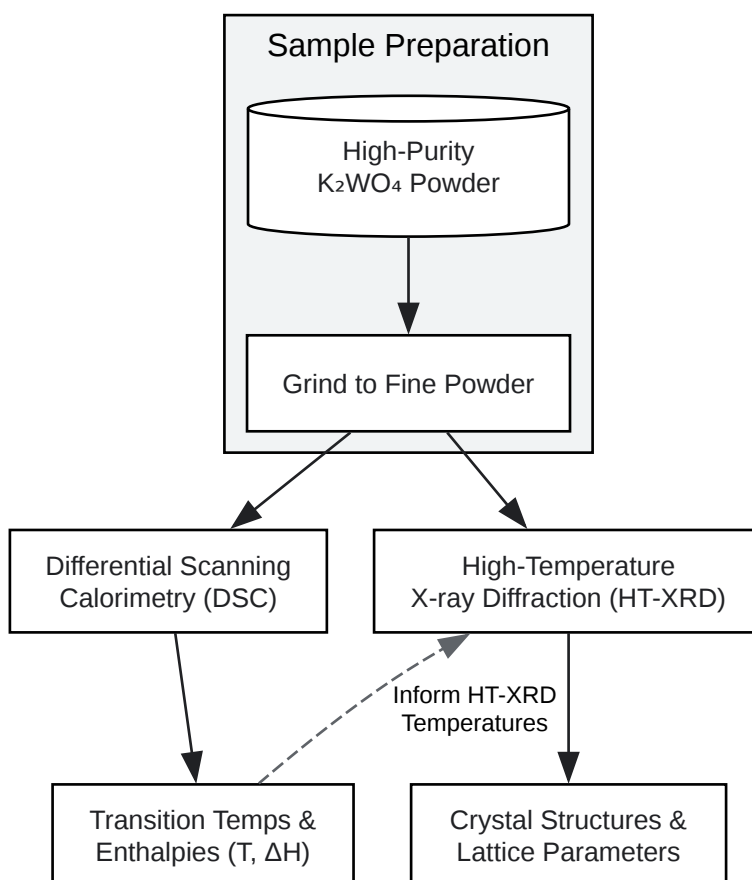 Sample Preparation
High-Purity
K₂WO₄ Powder
Grind to Fine Powder
Differential Scanning
Calorimetry (DSC)
High-Temperature
X-ray Diffraction (HT-XRD)
Inform HT-XRD
Temperatures
Transition Temps &
Enthalpies (T, ΔH)
Crystal Structures &
Lattice Parameters